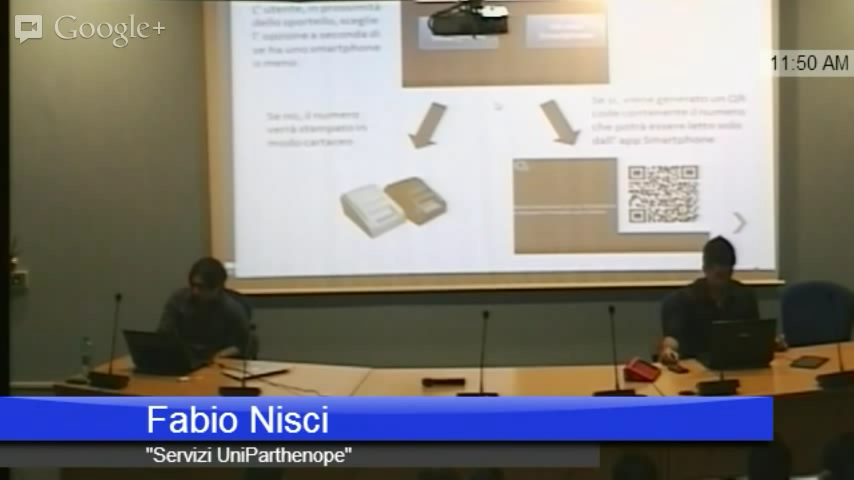 Google+
11:50 AM
L' utente, in prossimità
dello sportello, sceglie
l' opzione a seconda di
se ha uno smartphone
o meno.
Se no, il numero
verrà stampato in
modo cartaceo
Se sì, viene generato un QR
code contenente il numero
che potrà essere letto solo
dall' app Smartphone
Fabio Nisci
"Servizi UniParthenope"